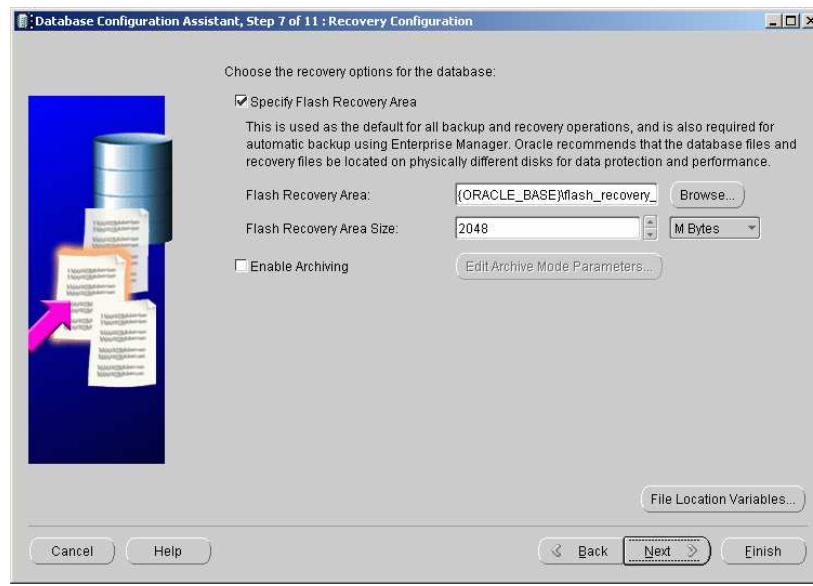 Database Configuration Assistant, Step 7 of 11 : Recovery Configuration
Choose the recovery options for the database:
Specify Flash Recovery Area
This is used as the default for all backup and recovery operations, and is also required for
automatic backup using Enterprise Manager. Oracle recommends that the database files and
recovery files be located on physically different disks for data protection and performance.
Flash Recovery Area: {ORACLE_BASE}\flash_recovery_ Browse...
Flash Recovery Area Size: 2048 M Bytes
Enable Archiving Edit Archive Mode Parameters...
File Location Variables...
Cancel Help Back Next Finish